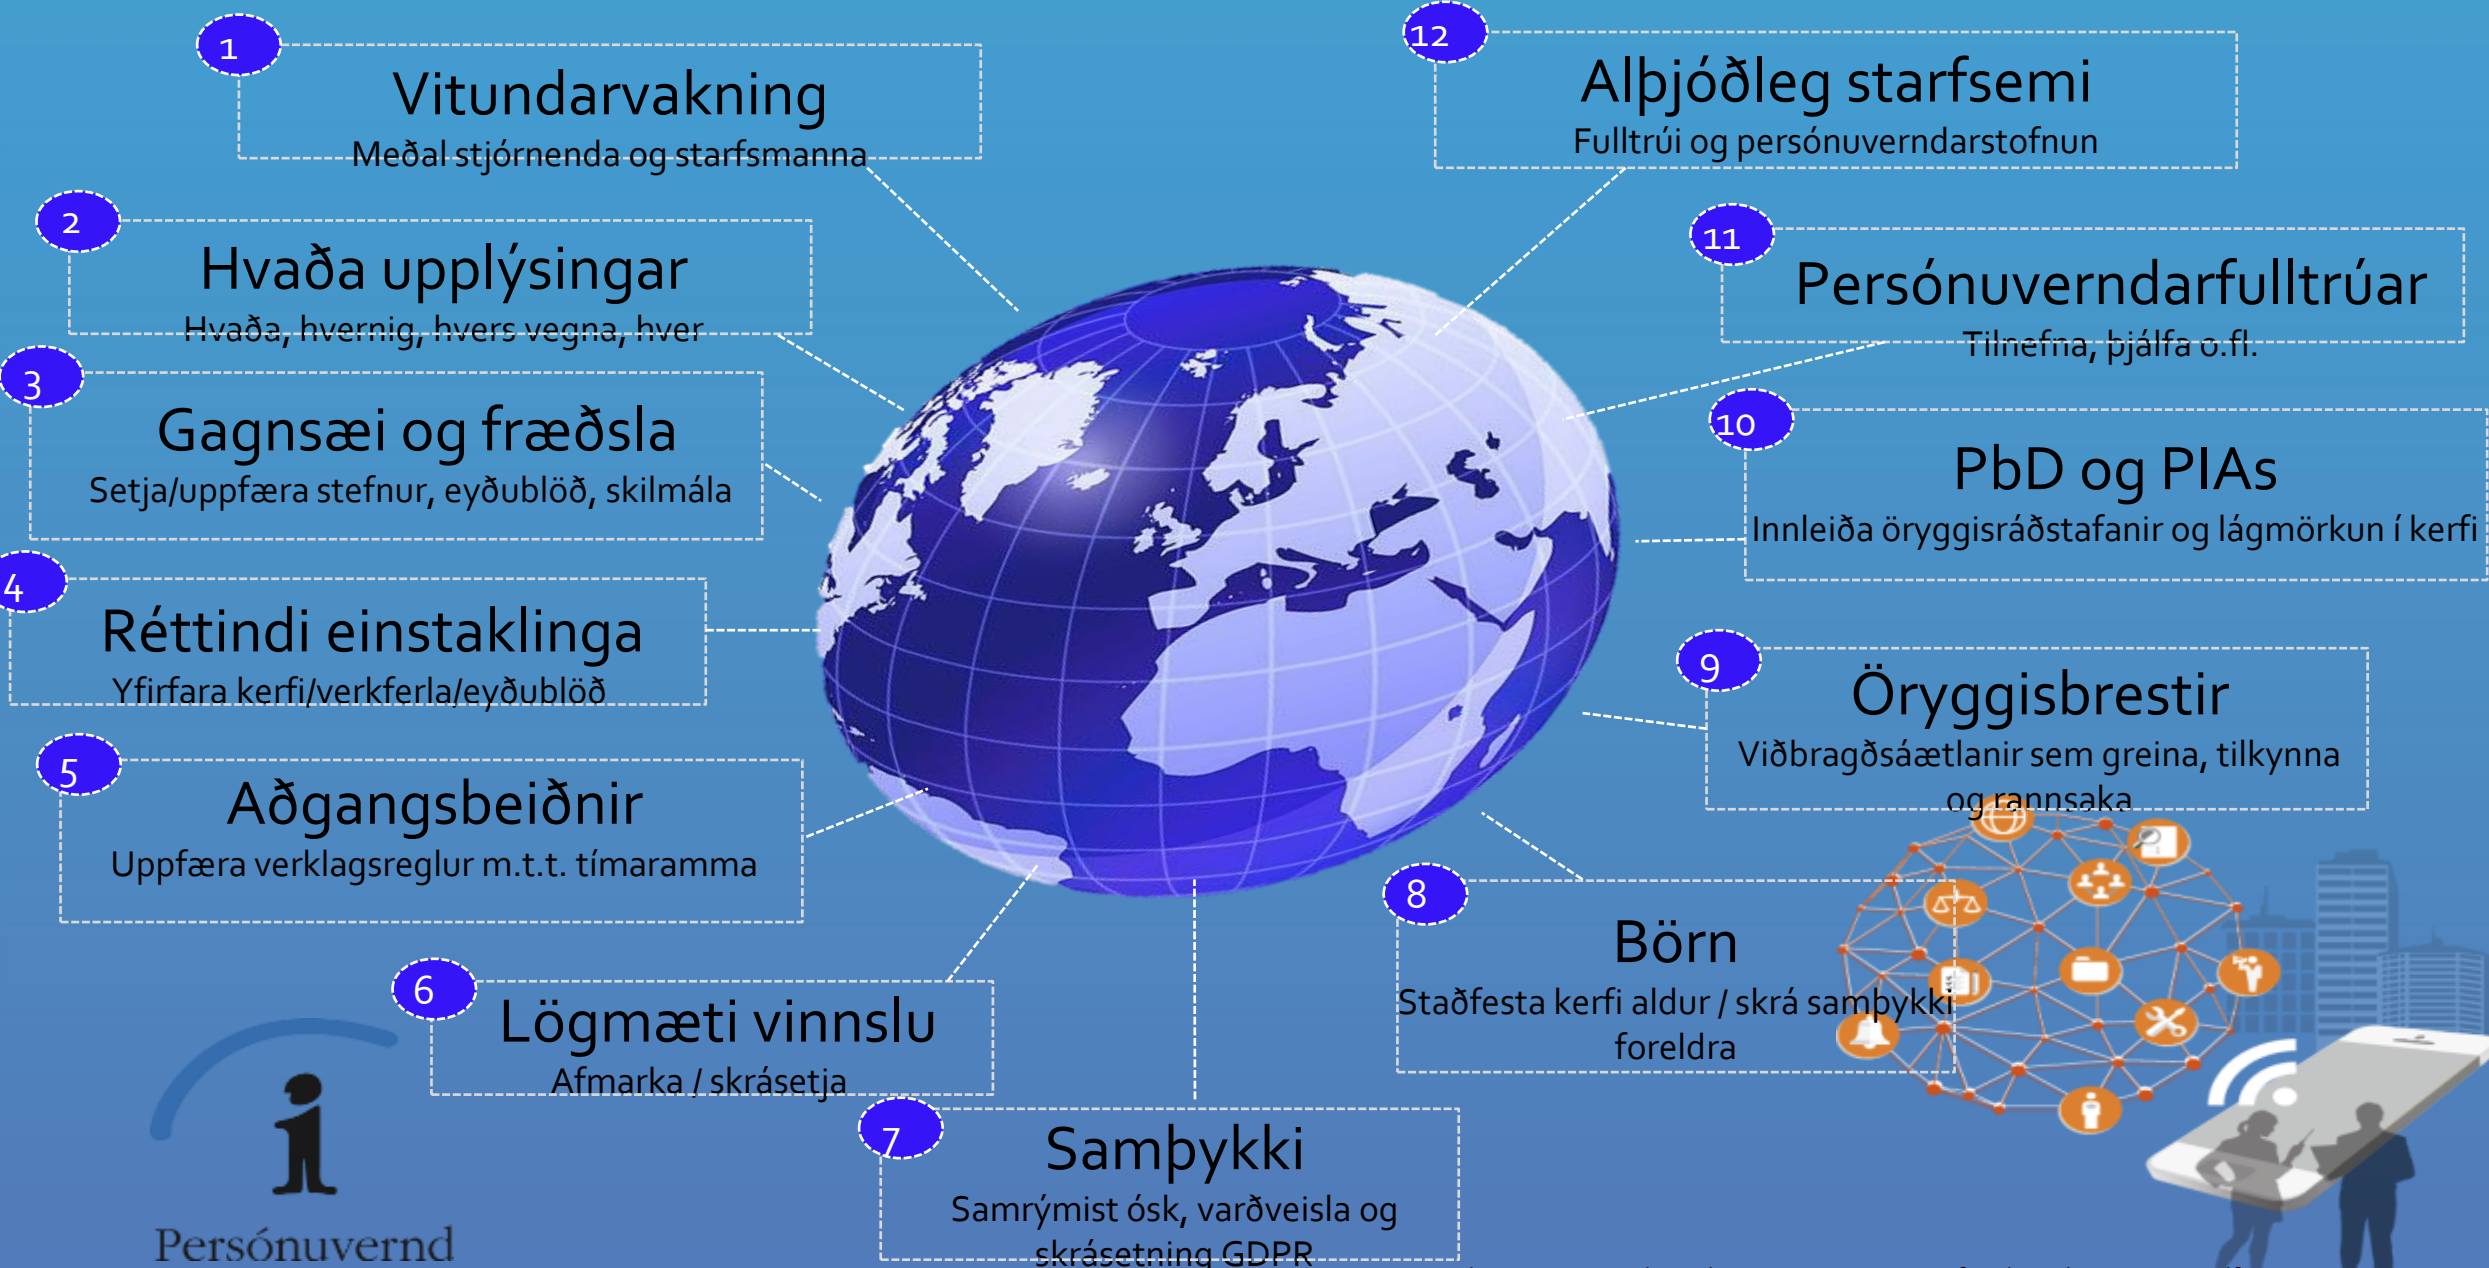 1
Vitundarvakning
Meðal stjórnenda og starfsmanna
2
Hvaða upplýsingar
Hvaða, hvernig, hvers vegna, hver
3
Gagnsæi og fræðsla
Setja/uppfæra stefnur, eyðublöð, skilmála
4
Réttindi einstaklinga
Yfirfara kerfi/verkferla/eyðublöð
5
Aðgangsbeiðnir
Uppfæra verklagsreglur m.t.t. tímaramma
6
Lögmæti vinnslu
Afmarka / skrásetja
7
Samþykki
Samrýmist ósk, varðveisla og
skrásetning GDPR
8
Börn
Staðfesta kerfi aldur / skrá samþykki
foreldra
9
Öryggisbrestir
Viðbragðsáætlanir sem greina, tilkynna
og rannsaka
10
PbD og PIAs
Innleiða öryggisráðstafanir og lágmörkun í kerfi
11
Persónuverndarfulltrúar
Tilnefna, þjálfa o.fl.
12
Alþjóðleg starfsemi
Fulltrúi og persónuverndarstofnun
Persónuvernd